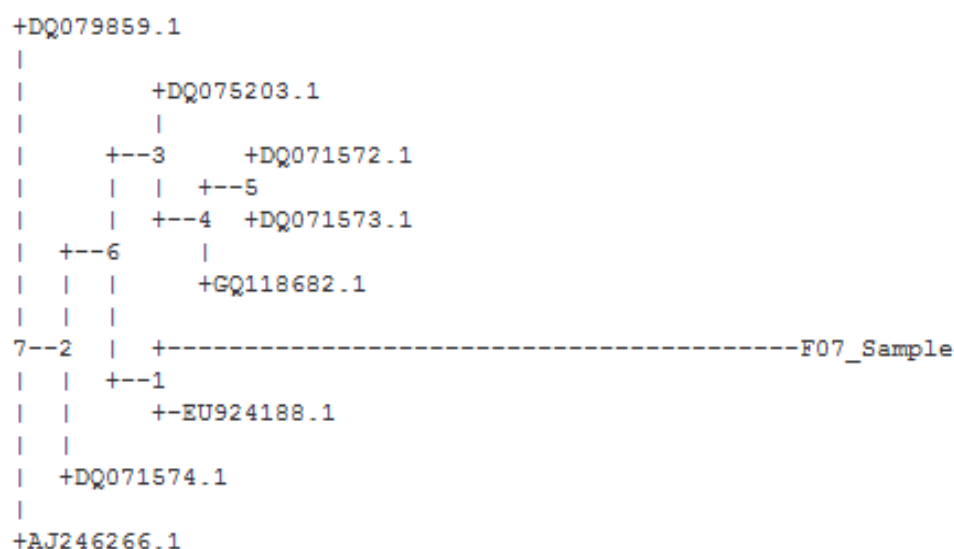 +DQ079859.1
|
|        +DQ075203.1
|        |
|     +--3     +DQ071572.1
|     |  |  +--5
|     |  +--4  +DQ071573.1
|  +--6     |
|  |  |     +GQ118682.1
|  |  |
7--2  |  +-----------------------------------------F07_Sample
|  |  +--1
|  |     +-EU924188.1
|  |
|  +DQ071574.1
|
+AJ246266.1